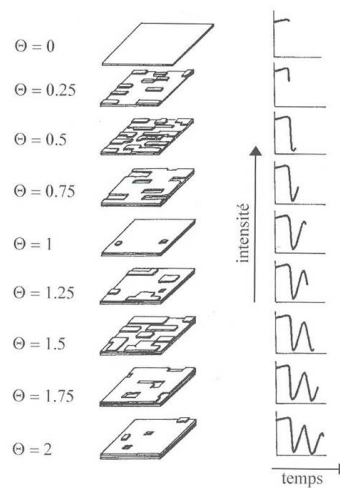 Θ = 0
Θ = 0.25
Θ = 0.5
Θ = 0.75
intensité
Θ = 1
Θ = 1.25
Θ = 1.5
Θ = 1.75
Θ = 2
temps